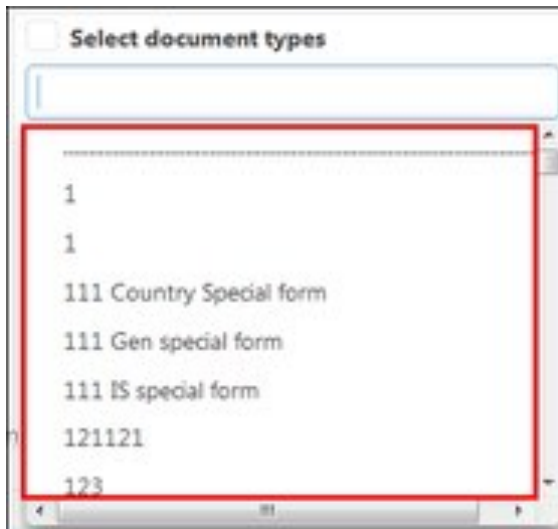 Select document types
--------------------------------------------------------------------------------
1
1
111 Country Special form
111 Gen special form
111 IS special form
121121
123